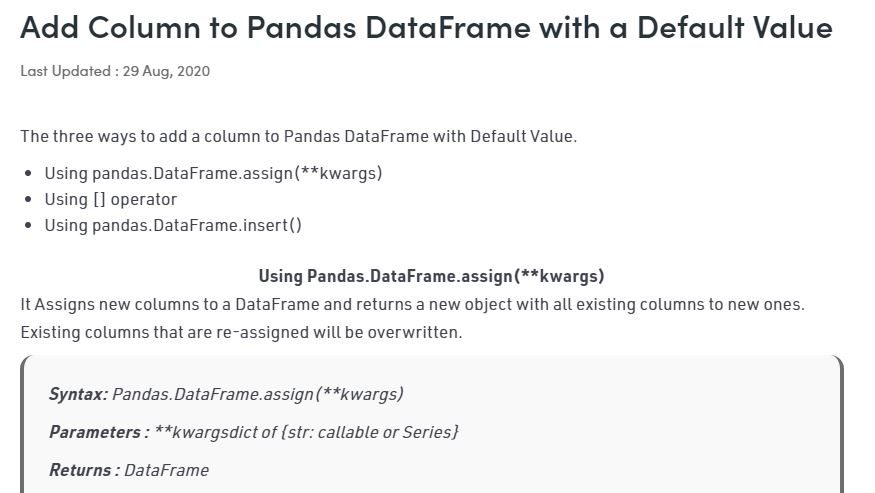 Add Column to Pandas DataFrame with a Default Value
Last Updated : 29 Aug, 2020
The three ways to add a column to Pandas DataFrame with Default Value.
• Using pandas.DataFrame.assign(**kwargs)
• Using [] operator
• Using pandas.DataFrame.insert()
Using Pandas.DataFrame.assign(**kwargs)
It Assigns new columns to a DataFrame and returns a new object with all existing columns to new ones.
Existing columns that are re-assigned will be overwritten.
Syntax: Pandas.DataFrame.assign(**kwargs)
Parameters : **kwargsdict of {str: callable or Series}
Returns : DataFrame